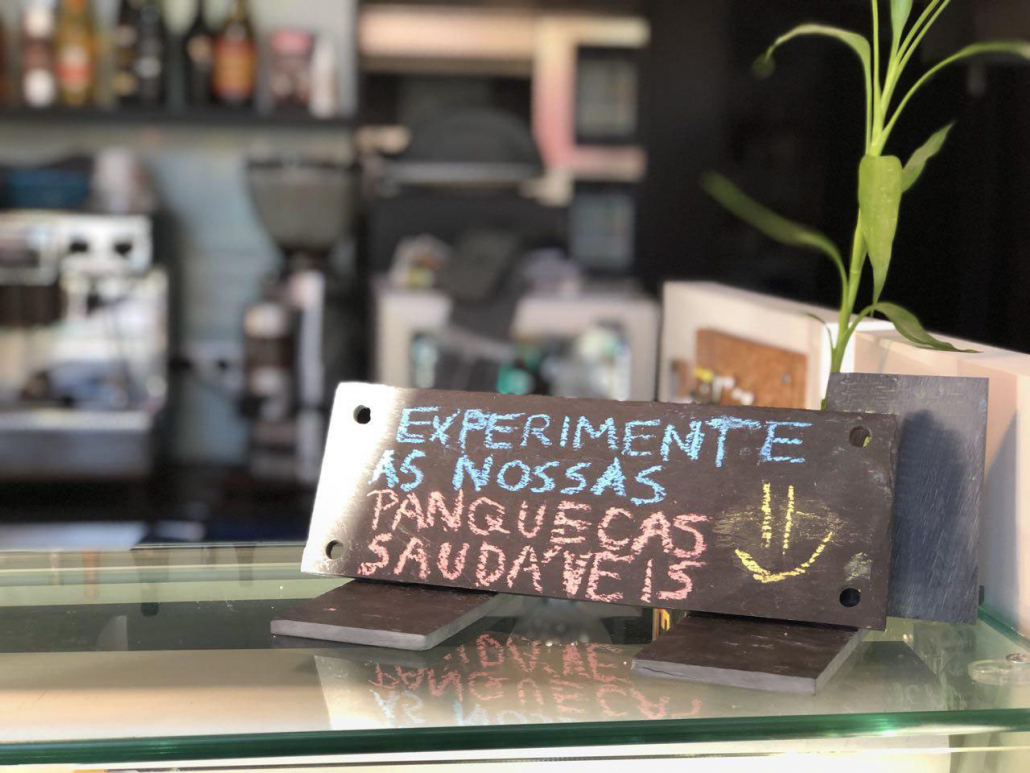 EXPERIMENTE
AS NOSSAS
PANQUECAS
SAUDÁVEIS